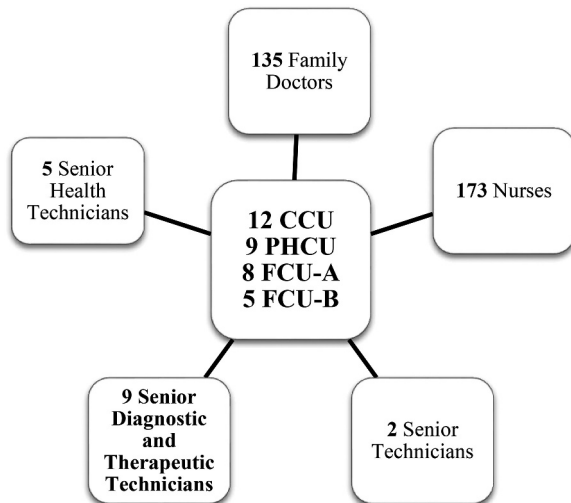 135 Family
Doctors
5 Senior
Health
Technicians
173 Nurses
12 CCU
9 PHCU
8 FCU-A
5 FCU-B
9 Senior
Diagnostic
and
Therapeutic
Technicians
2 Senior
Technicians